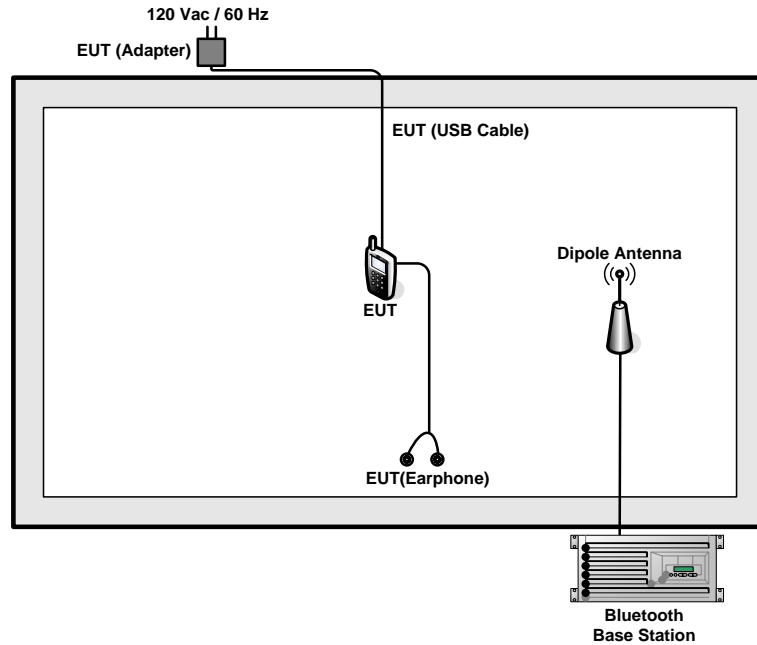 120 Vac / 60 Hz
EUT (Adapter)
EUT (USB Cable)
Dipole Antenna
EUT
EUT(Earphone)
Bluetooth
Base Station